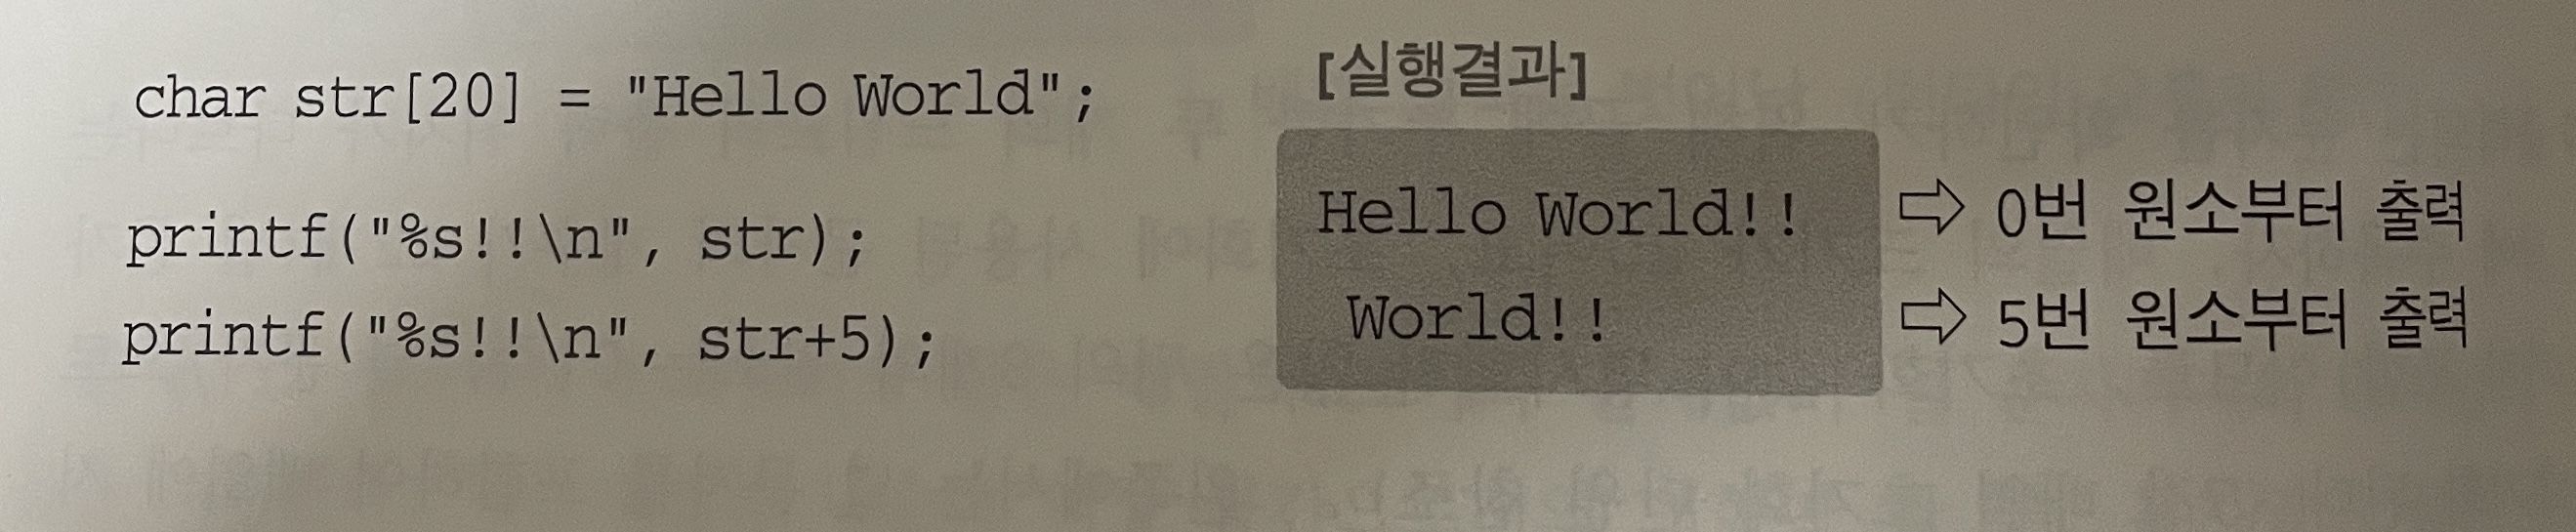 char str[20] = "Hello World";
printf("%s!!\n", str);
printf("%s!!\n", str+5);
[실행결과]
Hello World!! ⇨ 0번 원소부터 출력
 World!! ⇨ 5번 원소부터 출력